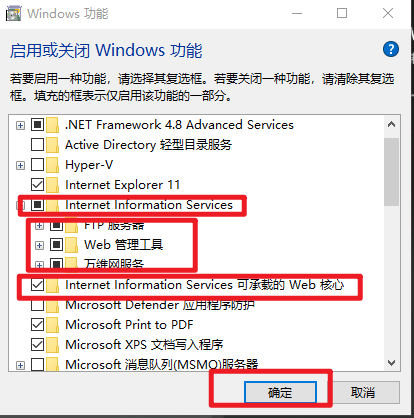 Windows 功能
启用或关闭 Windows 功能
若要启用一种功能，请选择其复选框。若要关闭一种功能，请清除其复选
框。填充的框表示仅启用该功能的一部分。
.NET Framework 4.8 Advanced Services
Active Directory 轻型目录服务
Hyper-V
Internet Explorer 11
Internet Information Services
FTP 服务器
Web 管理工具
万维网服务
Internet Information Services 可承载的 Web 核心
Microsoft Defender 应用程序防护
Microsoft Print to PDF
Microsoft XPS 文档写入程序
Microsoft 消息队列(MSMQ)服务器
确定
取消